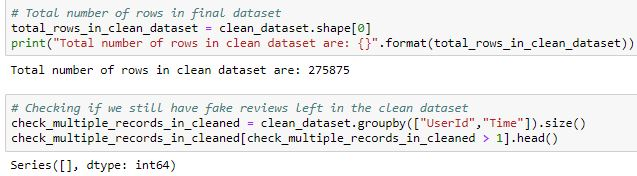 # Total number of rows in final dataset
total_rows_in_clean_dataset = clean_dataset.shape[0]
print("Total number of rows in clean dataset are: {}".format(total_rows_in_clean_dataset))
Total number of rows in clean dataset are: 275875
# Checking if we still have fake reviews left in the clean dataset
check_multiple_records_in_cleaned = clean_dataset.groupby(["UserId","Time"]).size()
check_multiple_records_in_cleaned[check_multiple_records_in_cleaned > 1].head()
Series([], dtype: int64)